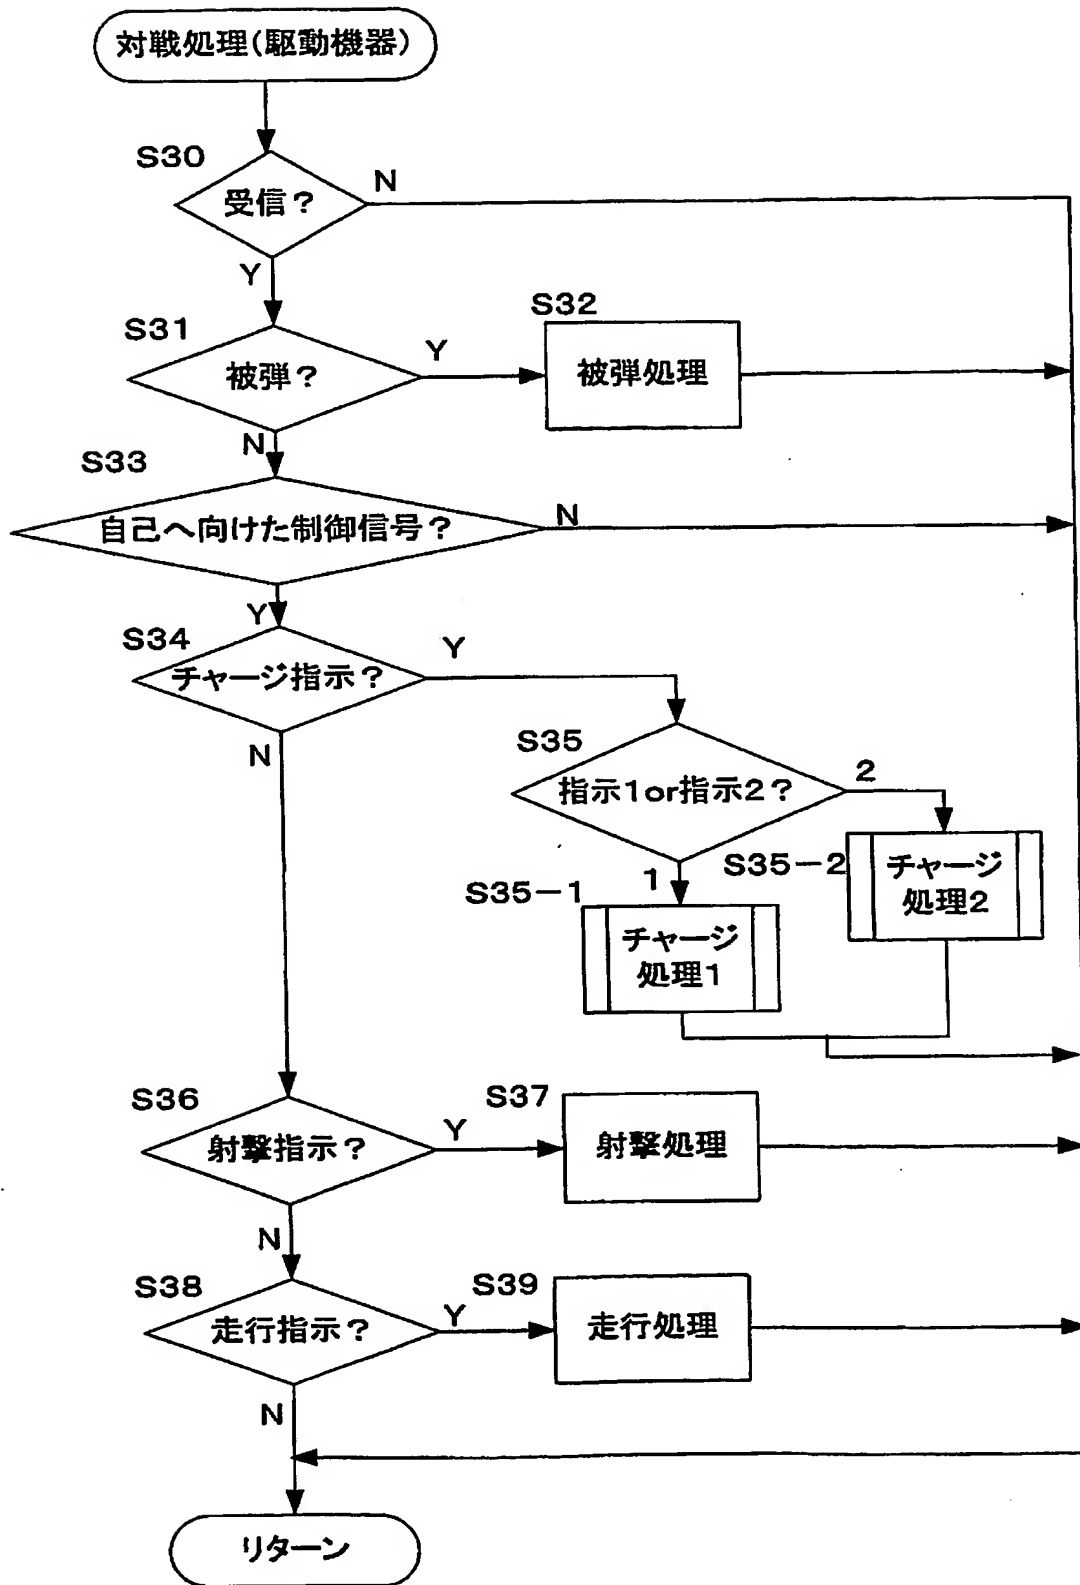 対戦処理(駆動機器)
S30
受信?
N
Y
S31
被弾?
Y
S32
被弾処理
N
S33
自己へ向けた制御信号?
N
Y
S34
チャージ指示?
Y
N
S35
指示1or指示2?
2
1
S35-2
チャージ
処理2
S35-1
チャージ
処理1
S36
射撃指示?
Y
S37
射撃処理
N
S38
走行指示?
Y
S39
走行処理
N
リターン